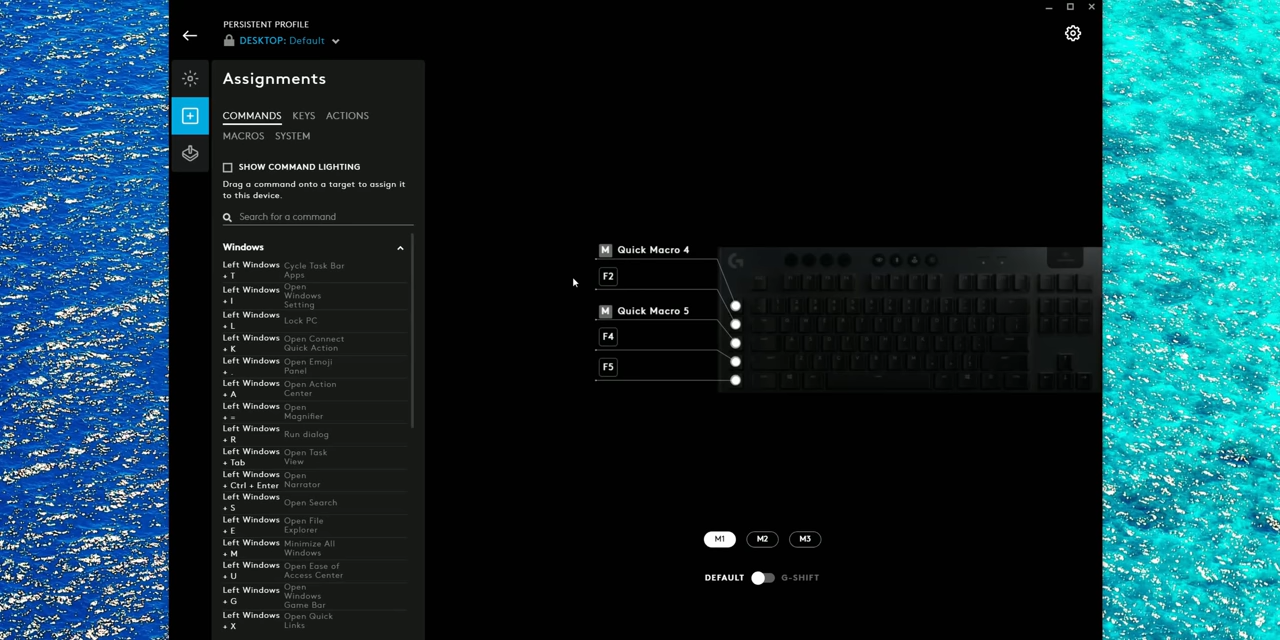 PERSISTENT PROFILE
DESKTOP: Default
Assignments
COMMANDS KEYS ACTIONS
MACROS SYSTEM
SHOW COMMAND LIGHTING
Drag a command onto a target to assign it
to this device.
Search for a command
Windows
Left Windows + T Cycle Task Bar Apps
Left Windows + I Open Windows Setting
Left Windows + L Lock PC
Left Windows + K Open Connect Quick Action
Left Windows + . Open Emoji Panel
Left Windows + A Open Action Center
Left Windows + = Open Magnifier
Left Windows + R Run dialog
Left Windows + Tab Open Task View
Left Windows + Ctrl + Enter Open Narrator
Left Windows + S Open Search
Left Windows + E Open File Explorer
Left Windows + M Minimize All Windows
Left Windows + U Open Ease of Access Center
Left Windows + G Open Windows Game Bar
Left Windows + X Open Quick Links
M Quick Macro 4
F2
M Quick Macro 5
F4
F5
M1 M2 M3
DEFAULT G-SHIFT